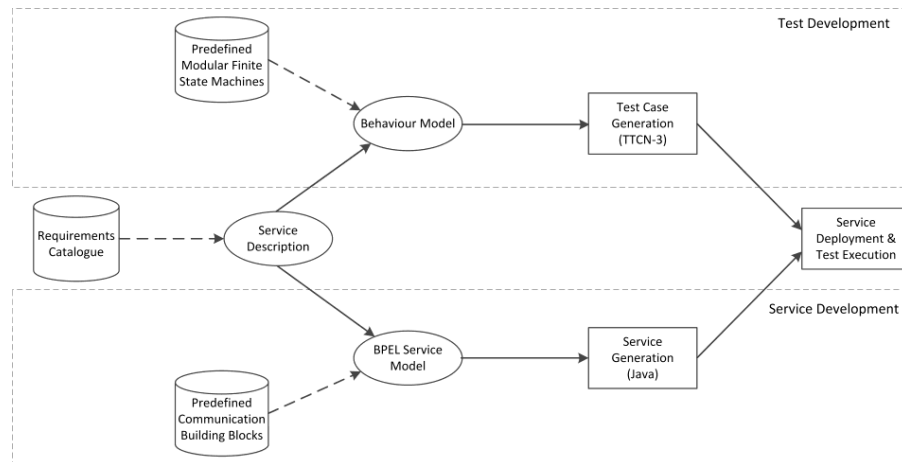 Test Development
Predefined
Modular Finite
State Machines
Behaviour Model
Test Case
Generation
(TTCN-3)
Requirements
Catalogue
Service
Description
Service
Deployment &
Test Execution
Service Development
BPEL Service
Model
Service
Generation
(Java)
Predefined
Communication
Building Blocks